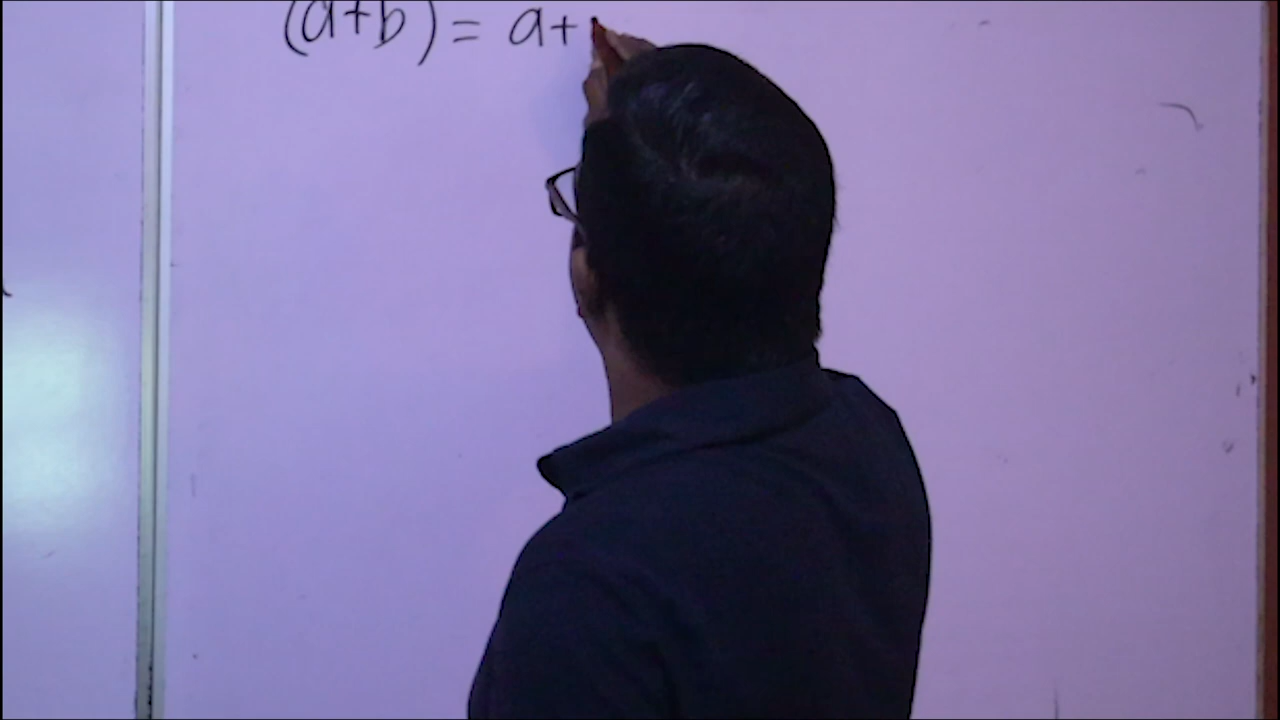 (a+b) = a+